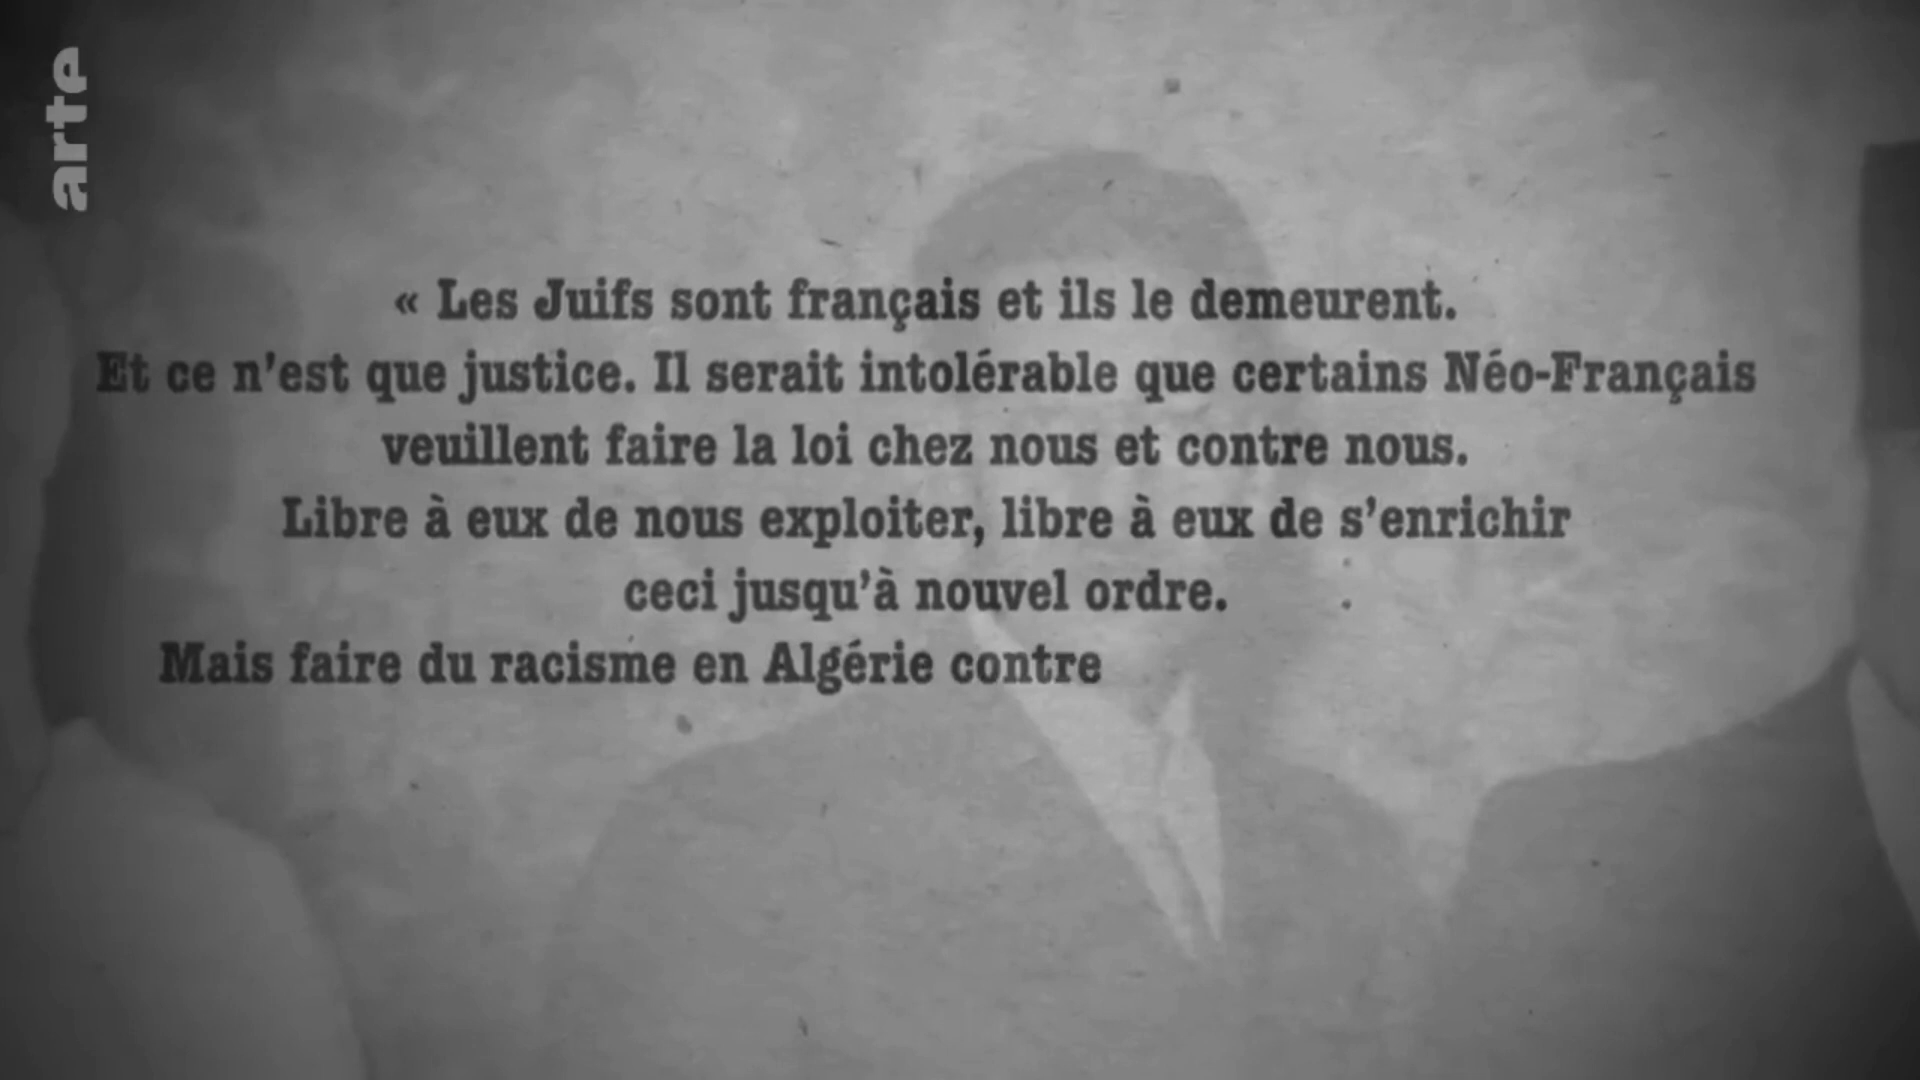 arte
« Les Juifs sont français et ils le demeurent.
Et ce n'est que justice. Il serait intolérable que certains Néo-Français
veuillent faire la loi chez nous et contre nous.
Libre à eux de nous exploiter, libre à eux de s'enrichir
ceci jusqu'à nouvel ordre.
Mais faire du racisme en Algérie contre